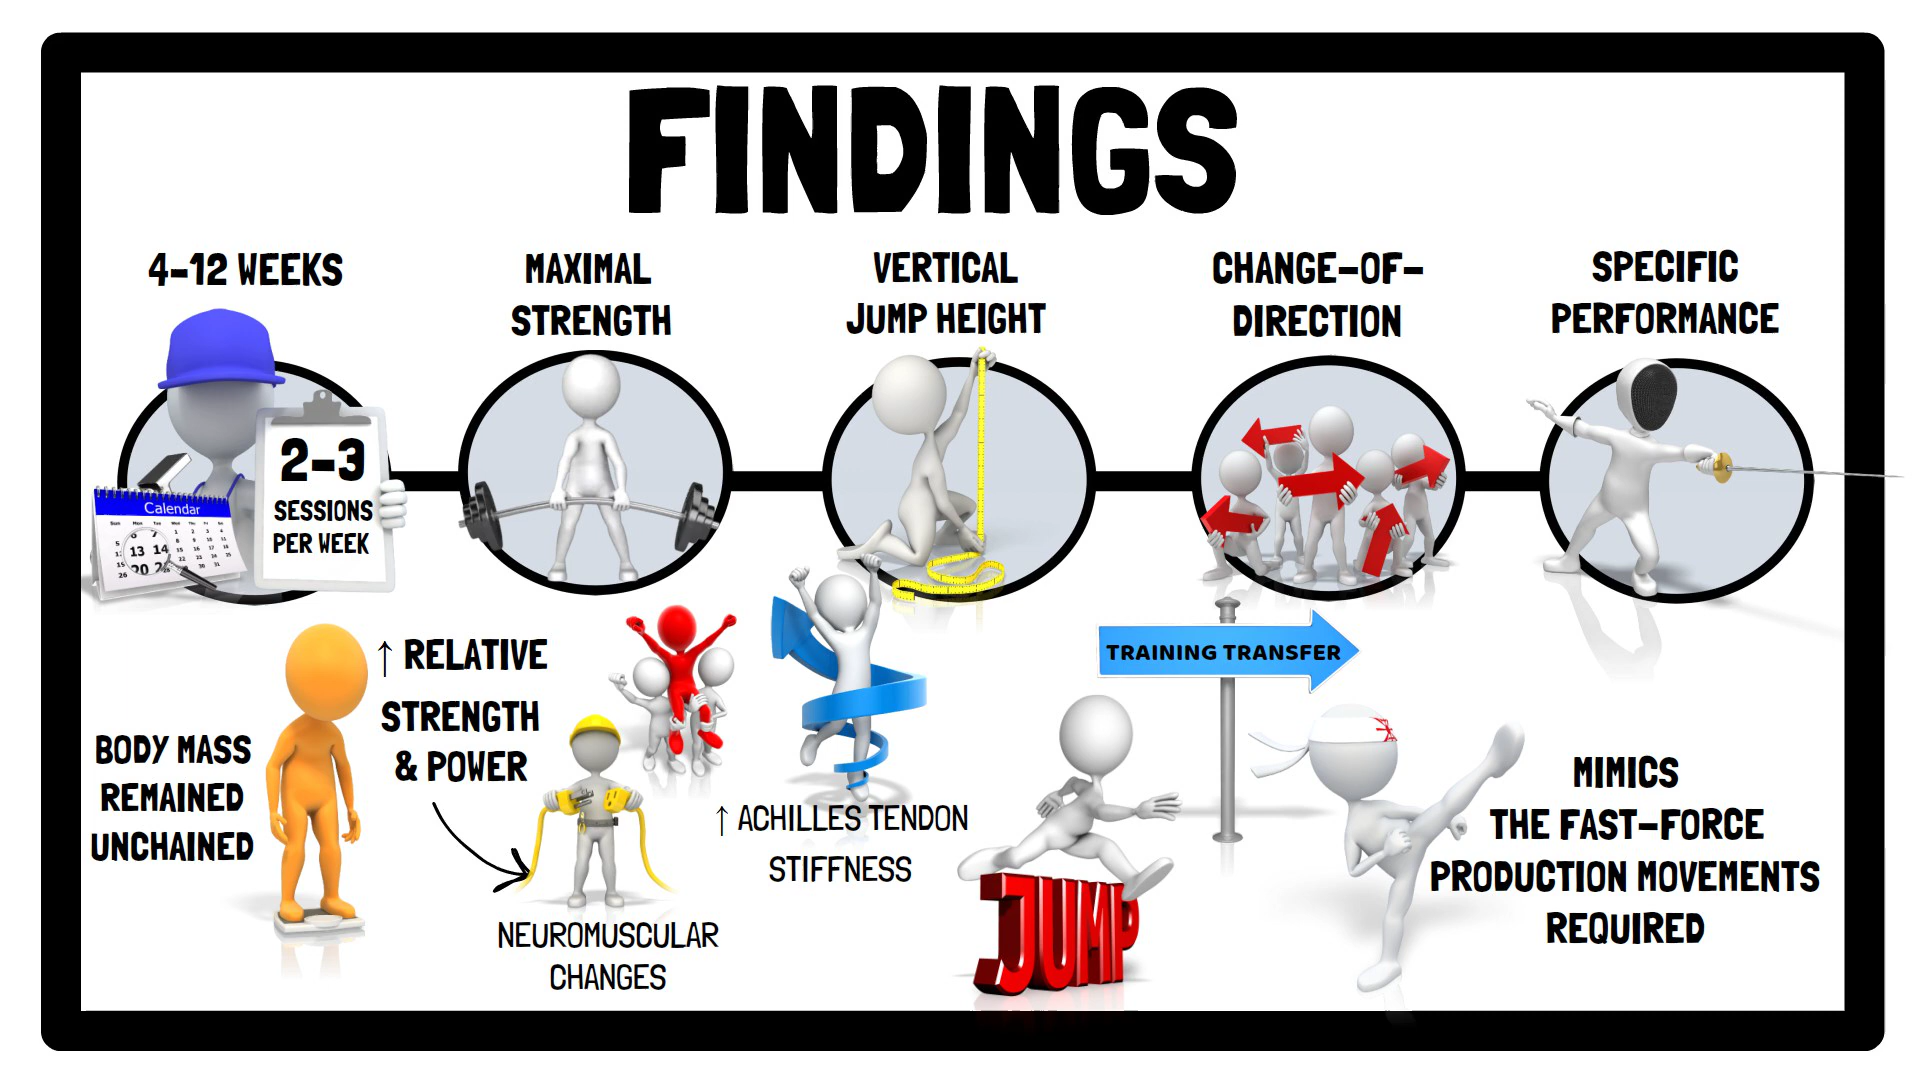 FINDINGS
4-12 WEEKS
MAXIMAL
STRENGTH
VERTICAL
JUMP HEIGHT
CHANGE-OF-
DIRECTION
SPECIFIC
PERFORMANCE
2-3
SESSIONS
PER WEEK
Calendar
13 14
↑ RELATIVE
STRENGTH
& POWER
BODY MASS
REMAINED
UNCHAINED
NEUROMUSCULAR
CHANGES
↑ ACHILLES TENDON
STIFFNESS
TRAINING TRANSFER
JUMP
MIMICS
THE FAST-FORCE
PRODUCTION MOVEMENTS
REQUIRED